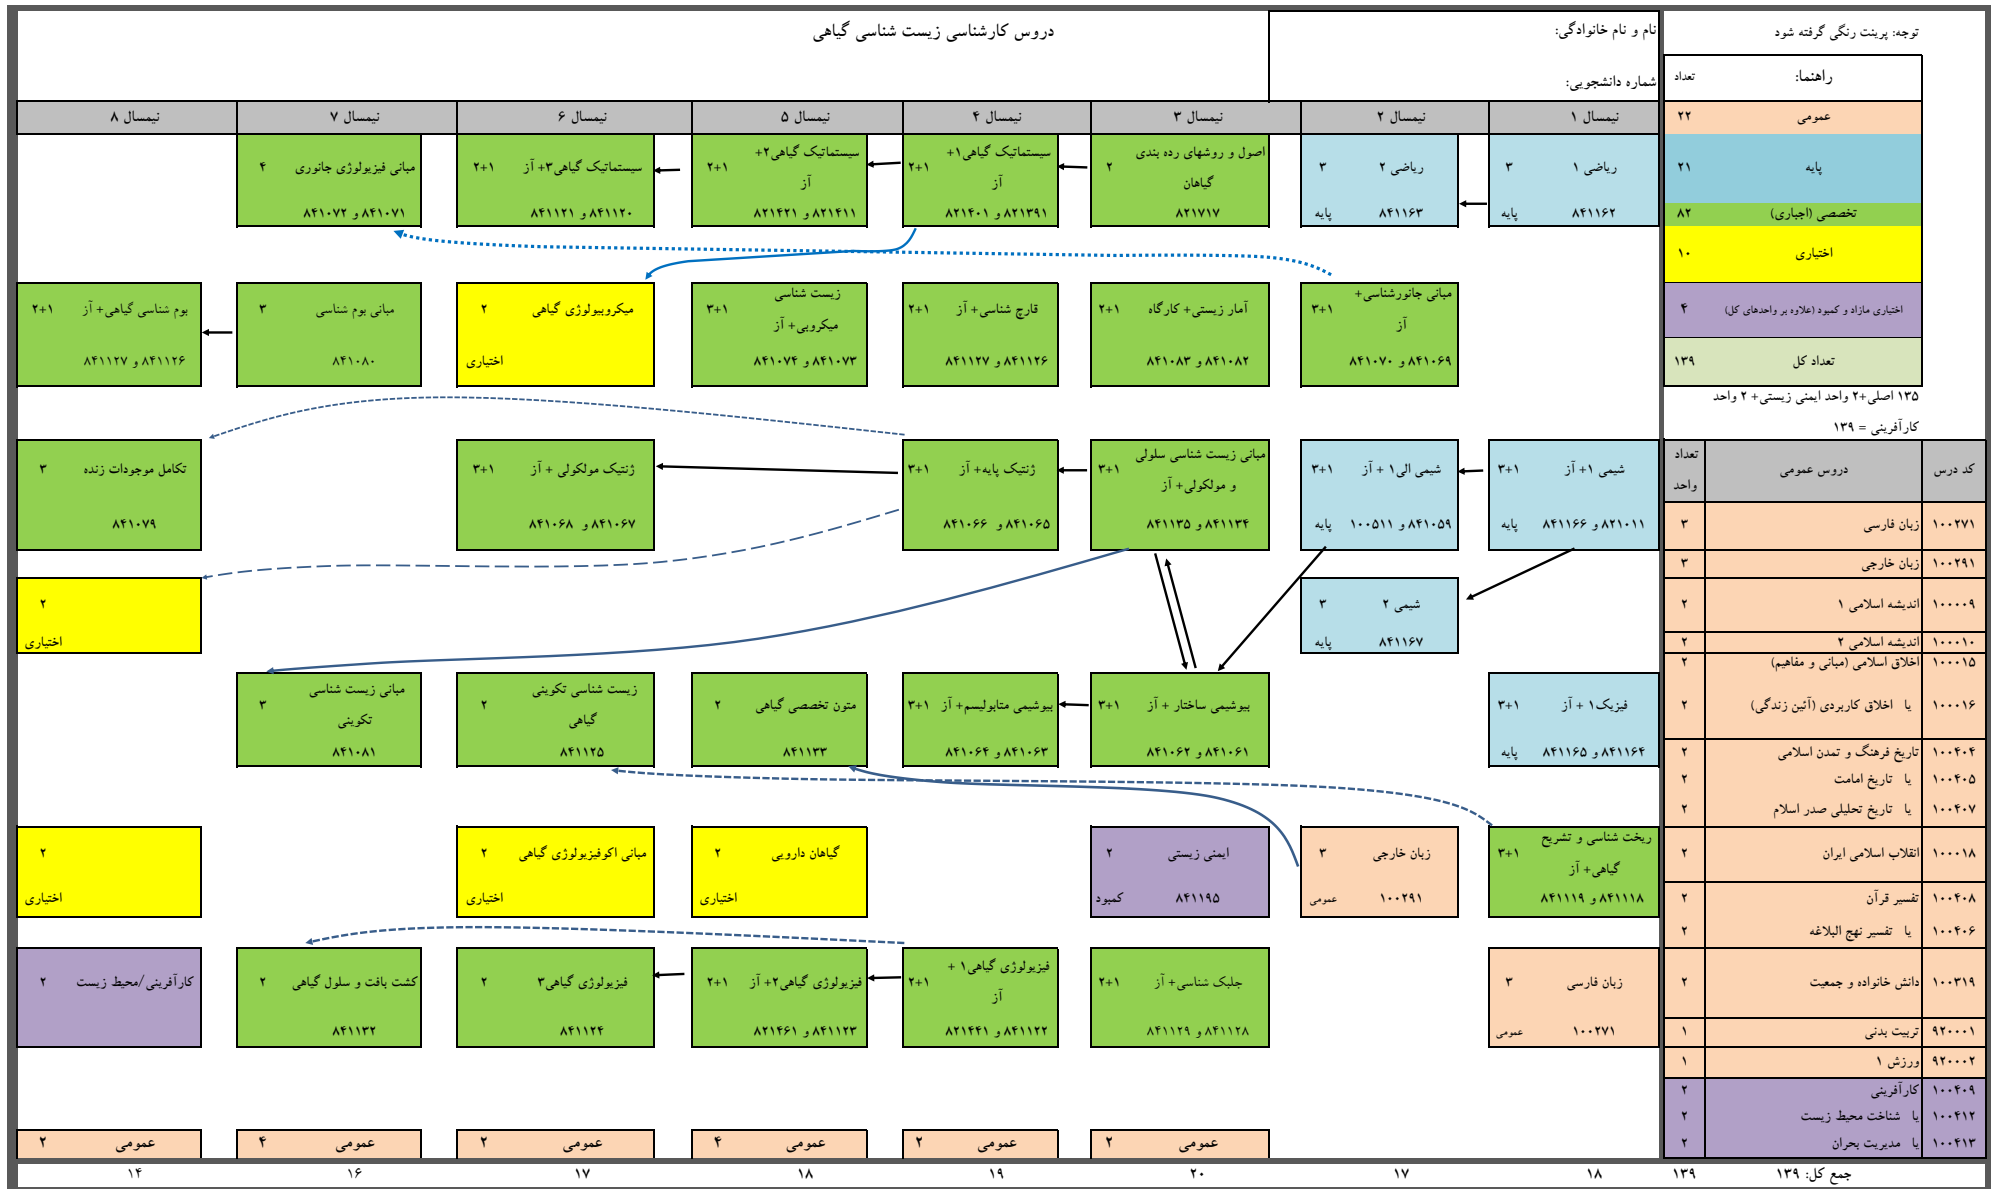 دروس کارشناسی زیست شناسی گیاهی
نام و نام خانوادگی:
شماره دانشجویی:
توجه: پرینت رنگی گرفته شود
راهنما: تعداد
عمومی ۲۲
پایه ۲۱
تخصصی (اجباری) ۸۲
اختیاری ۱۰
اختیاری مازاد و کمبود (علاوه بر واحدهای کل) ۴
تعداد کل ۱۳۹
۱۳۵ اصلی+۲ واحد ایمنی زیستی+ ۲ واحد
کارآفرینی = ۱۳۹
کد درس دروس عمومی تعداد
واحد
۱۰۰۲۷۱ زبان فارسی ۳
۱۰۰۲۹۱ زبان خارجی ۳
۱۰۰۰۰۹ اندیشه اسلامی ۱ ۲
۱۰۰۰۱۰ اندیشه اسلامی ۲ ۲
۱۰۰۰۱۵ اخلاق اسلامی (مبانی و مفاهیم) ۲
۱۰۰۰۱۶ یا اخلاق کاربردی (آئین زندگی) ۲
۱۰۰۴۰۴ تاریخ فرهنگ و تمدن اسلامی ۲
۱۰۰۴۰۵ یا تاریخ امامت ۲
۱۰۰۴۰۷ یا تاریخ تحلیلی صدر اسلام ۲
۱۰۰۰۱۸ انقلاب اسلامی ایران ۲
۱۰۰۴۰۸ تفسیر قرآن ۲
۱۰۰۴۰۶ یا تفسیر نهج البلاغه ۲
۱۰۰۳۱۹ دانش خانواده و جمعیت ۲
۹۲۰۰۰۱ تربیت بدنی ۱
۹۲۰۰۰۲ ورزش ۱ ۱
۱۰۰۴۰۹ کارآفرینی ۲
۱۰۰۴۱۲ یا شناخت محیط زیست ۲
۱۰۰۴۱۳ یا مدیریت بحران ۲
جمع کل: ۱۳۹ ۱۳۹
نیمسال ۱ نیمسال ۲ نیمسال ۳ نیمسال ۴ نیمسال ۵ نیمسال ۶ نیمسال ۷ نیمسال ۸
ریاضی ۱ ۳
۸۴۱۱۶۲ پایه
ریاضی ۲ ۳
۸۴۱۱۶۳ پایه
اصول و روشهای رده بندی ۲
گیاهان
۸۲۱۷۱۷
سیستماتیک گیاهی۱+ ۲+۱
آز
۸۲۱۳۹۱ و ۸۲۱۴۰۱
سیستماتیک گیاهی۲+ ۲+۱
آز
۸۲۱۴۱۱ و ۸۲۱۴۲۱
سیستماتیک گیاهی۳+ آز ۲+۱
۸۴۱۱۲۰ و ۸۴۱۱۲۱
مبانی فیزیولوژی جانوری ۴
۸۴۱۰۷۱ و ۸۴۱۰۷۲
مبانی جانورشناسی+ ۳+۱
آز
۸۴۱۰۶۹ و ۸۴۱۰۷۰
آمار زیستی+ کارگاه ۲+۱
۸۴۱۰۸۲ و ۸۴۱۰۸۳
قارچ شناسی+ آز ۲+۱
۸۴۱۱۲۶ و ۸۴۱۱۲۷
زیست شناسی ۳+۱
میکروبی+ آز
۸۴۱۰۷۳ و ۸۴۱۰۷۴
میکروبیولوژی گیاهی ۲
اختیاری
مبانی بوم شناسی ۳
۸۴۱۰۸۰
بوم شناسی گیاهی+ آز ۲+۱
۸۴۱۱۲۶ و ۸۴۱۱۲۷
شیمی ۱+ آز ۳+۱
۸۲۱۰۱۱ و ۸۴۱۱۶۶ پایه
شیمی الی۱ + آز ۳+۱
۸۴۱۰۵۹ و ۱۰۰۵۱۱ پایه
مبانی زیست شناسی سلولی ۳+۱
و مولکولی+ آز
۸۴۱۱۳۴ و ۸۴۱۱۳۵
ژنتیک پایه+ آز ۳+۱
۸۴۱۰۶۵ و ۸۴۱۰۶۶
ژنتیک مولکولی + آز ۳+۱
۸۴۱۰۶۷ و ۸۴۱۰۶۸
تکامل موجودات زنده ۳
۸۴۱۰۷۹
شیمی ۲ ۳
۸۴۱۱۶۷ پایه
۲
اختیاری
فیزیک۱ + آز ۳+۱
۸۴۱۱۶۴ و ۸۴۱۱۶۵ پایه
بیوشیمی ساختار + آز ۳+۱
۸۴۱۰۶۱ و ۸۴۱۰۶۲
بیوشیمی متابولیسم+ آز ۳+۱
۸۴۱۰۶۳ و ۸۴۱۰۶۴
متون تخصصی گیاهی ۲
۸۴۱۱۳۳
زیست شناسی تکوینی ۲
گیاهی
۸۴۱۱۲۵
مبانی زیست شناسی ۳
تکوینی
۸۴۱۰۸۱
ریخت شناسی و تشریح ۳+۱
گیاهی+ آز
۸۴۱۱۱۸ و ۸۴۱۱۱۹
زبان خارجی ۳
۱۰۰۲۹۱ عمومی
ایمنی زیستی ۲
۸۴۱۱۹۵ کمبود
گیاهان دارویی ۲
اختیاری
مبانی اکوفیزیولوژی گیاهی ۲
اختیاری
۲
اختیاری
زبان فارسی ۳
۱۰۰۲۷۱ عمومی
جلبک شناسی+ آز ۲+۱
۸۴۱۱۲۸ و ۸۴۱۱۲۹
فیزیولوژی گیاهی۱ + ۲+۱
آز
۸۴۱۱۲۲ و ۸۲۱۴۴۱
فیزیولوژی گیاهی۲+ آز ۲+۱
۸۴۱۱۲۳ و ۸۲۱۴۶۱
فیزیولوژی گیاهی۳ ۲
۸۴۱۱۲۴
کشت بافت و سلول گیاهی ۲
۸۴۱۱۳۲
کارآفرینی/محیط زیست ۲
عمومی ۲
عمومی ۲
عمومی ۴
عمومی ۲
عمومی ۴
عمومی ۲
۱۸ ۱۷ ۲۰ ۱۹ ۱۸ ۱۷ ۱۶ ۱۴